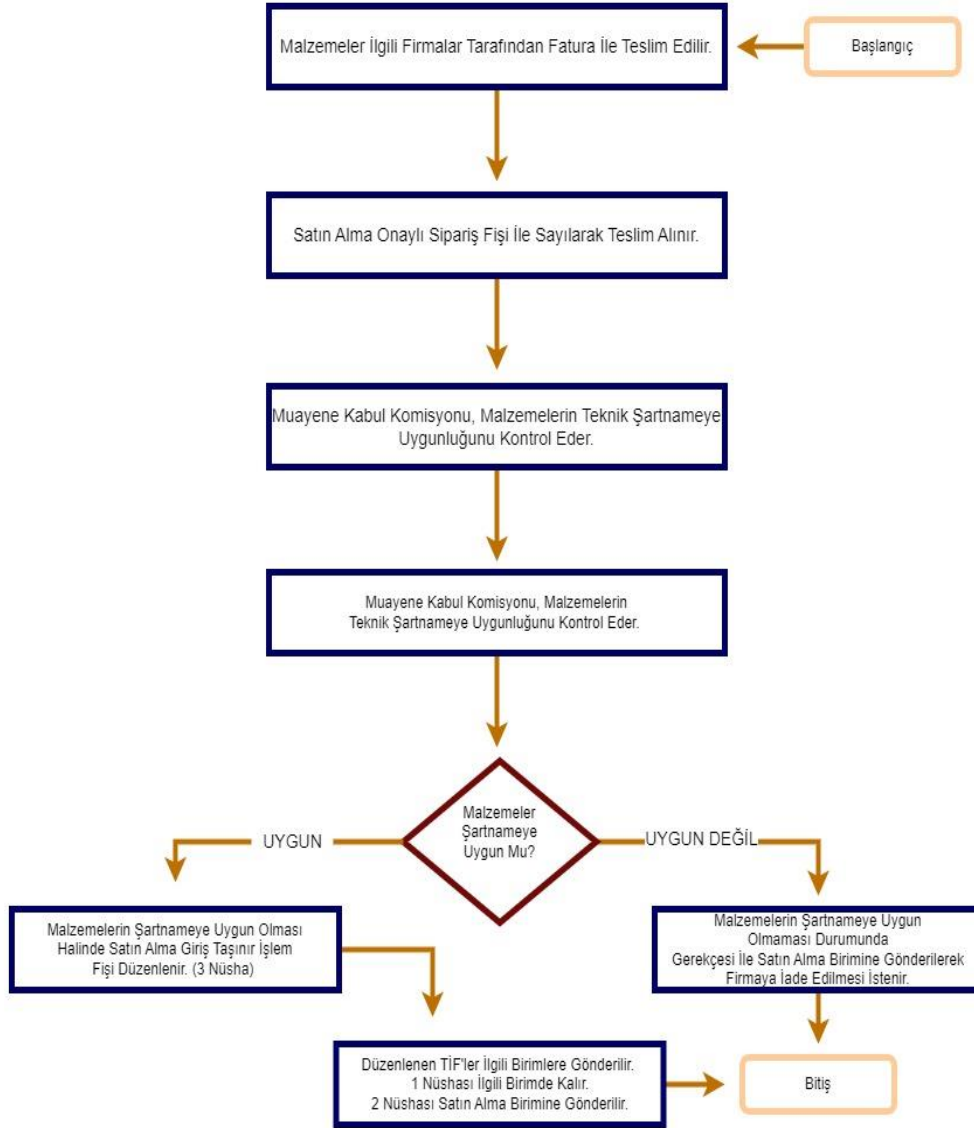 Malzemeler İlgili Firmalar Tarafından Fatura İle Teslim Edilir.
Başlangıç
Satın Alma Onaylı Sipariş Fişi İle Sayılarak Teslim Alınır.
Muayene Kabul Komisyonu, Malzemelerin Teknik Şartnameye
Uygunluğunu Kontrol Eder.
Muayene Kabul Komisyonu, Malzemelerin
Teknik Şartnameye Uygunluğunu Kontrol Eder.
Malzemeler
Şartnameye
Uygun Mu?
UYGUN
UYGUN DEĞİL
Malzemelerin Şartnameye Uygun Olması
Halinde Satın Alma Giriş Taşınır İşlem
Fişi Düzenlenir. (3 Nüsha)
Malzemelerin Şartnameye Uygun
Olmaması Durumunda
Gerekçesi İle Satın Alma Birimine Gönderilerek
Firmaya İade Edilmesi İstenir.
Düzenlenen TİF'ler İlgili Birimlere Gönderilir.
1 Nüshası İlgili Birimde Kalır.
2 Nüshası Satın Alma Birimine Gönderilir.
Bitiş